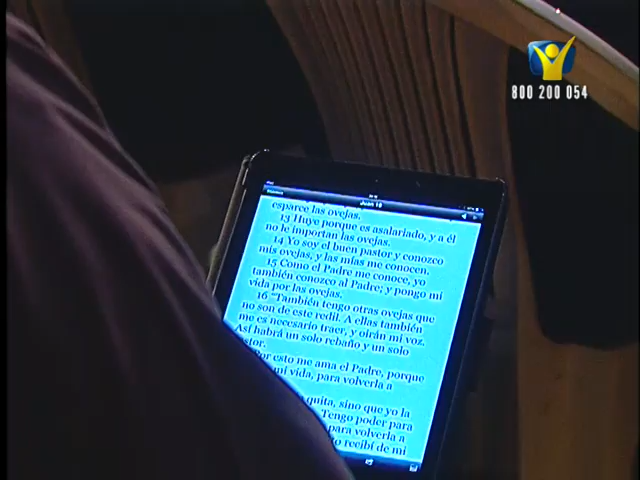 800 200 054
Juan 10
esparce las ovejas.
13 Huye porque es asalariado, y a él
no le importan las ovejas.
14 Yo soy el buen pastor y conozco
mis ovejas, y las mías me conocen.
15 Como el Padre me conoce, yo
también conozco al Padre; y pongo mi
vida por las ovejas.
16 "También tengo otras ovejas que
no son de este redil. A ellas también
me es necesario traer, y oirán mi voz.
Así habrá un solo rebaño y un solo
stor.
Por esto me ama el Padre, porque
mi vida, para volverla a
quita, sino que yo la
Tengo poder para
para volverla a
to recibí de mi